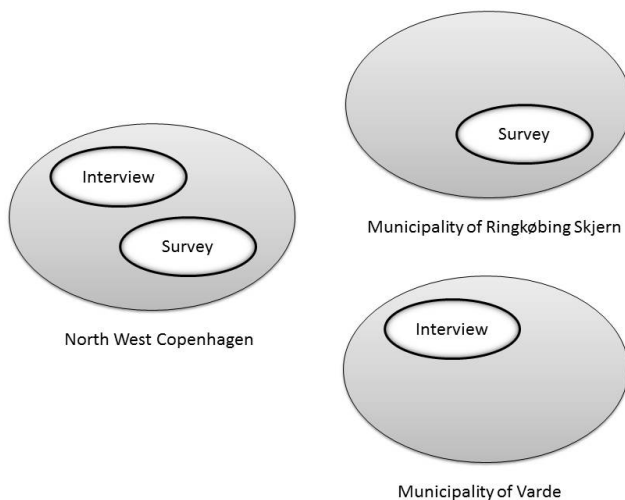 Interview
Survey
North West Copenhagen
Survey
Municipality of Ringkøbing Skjern
Interview
Municipality of Varde